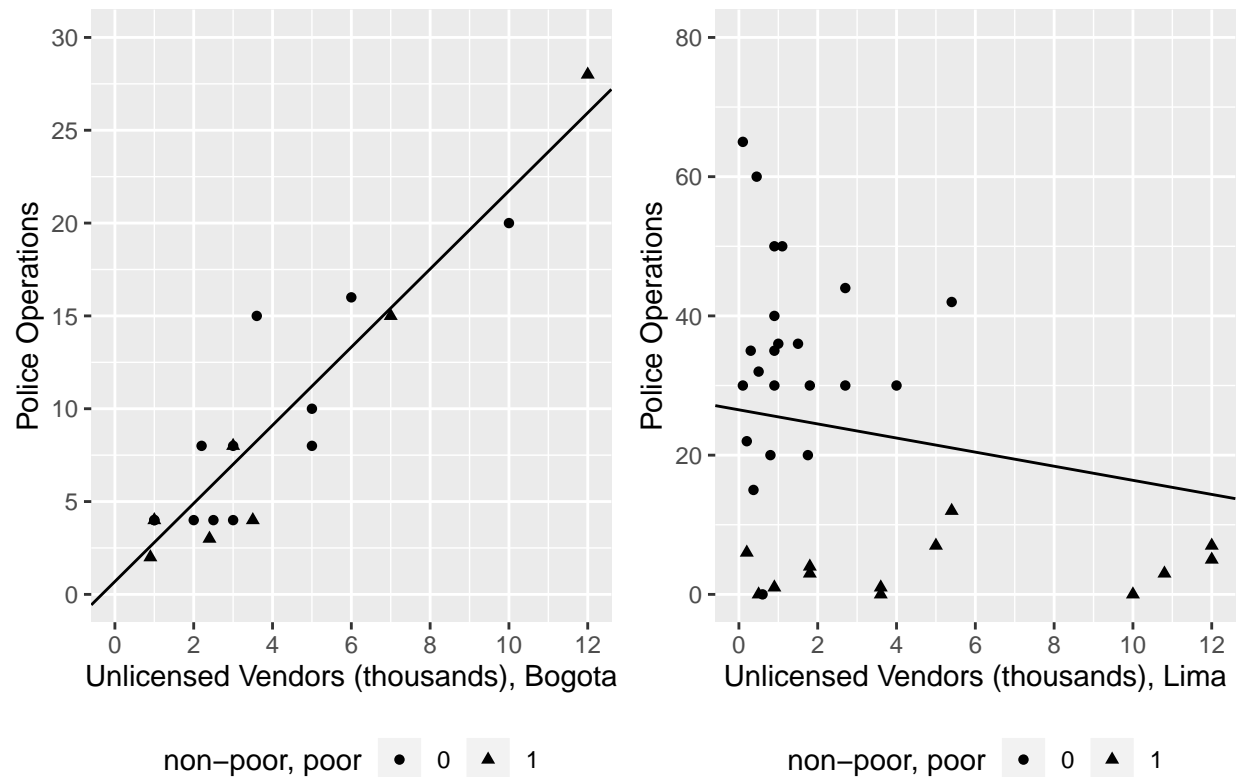 Police Operations
30
25
20
15
10
5
0
0 2 4 6 8 10 12
Unlicensed Vendors (thousands), Bogota
non−poor, poor 0 1
Police Operations
80
60
40
20
0
0 2 4 6 8 10 12
Unlicensed Vendors (thousands), Lima
non−poor, poor 0 1